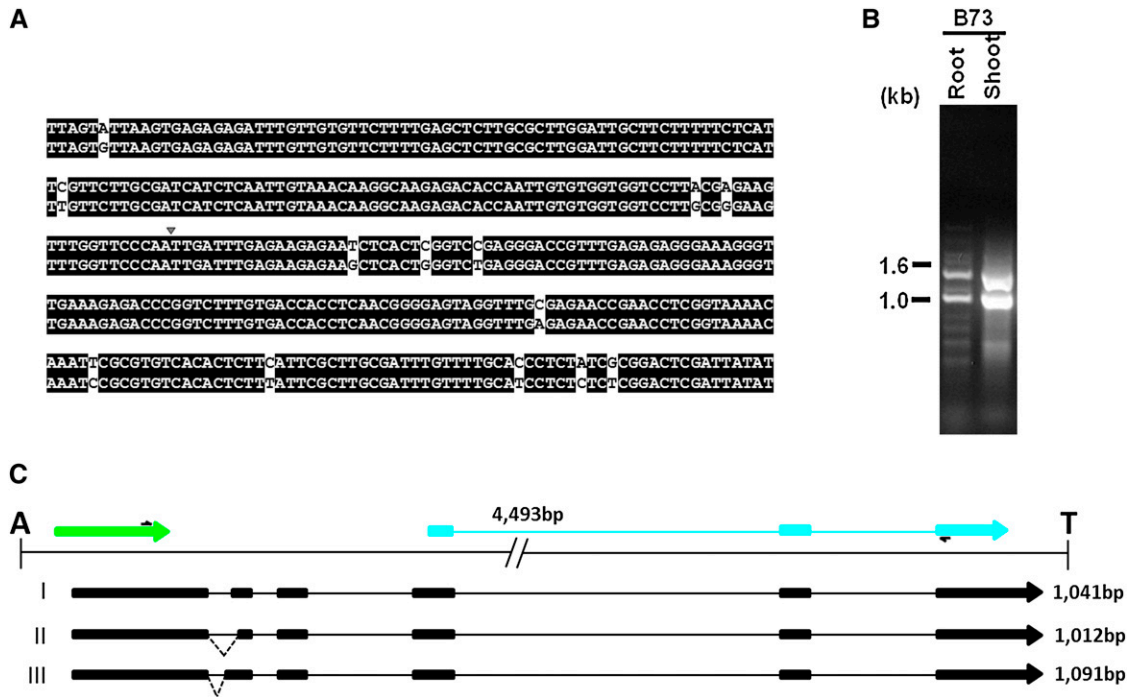 A
TTAGTATTAAGTGAGAGAGATTTGTTGTGTTCTTTTGAGCTCTTGCGCTTGGATTGCTTCTTTTTCTCAT
TTAGTGTTAAGTGAGAGAGATTTGTTGTGTTCTTTTGAGCTCTTGCGCTTGGATTGCTTCTTTTTCTCAT
TCGTTCTTGCGATCATCTCAATTGTAAACAAGGCAAGAGACACCAATTGTGTGGTGGTCCTTACGAGAAG
TTGTTCTTGCGATCATCTCAATTGTAAACAAGGCAAGAGACACCAATTGTGTGGTGGTCCTTGCGGGAAG
TTTGGTTCCCAATTGATTTGAGAAGAGAATCTCACTCGGTCCGAGGGACCGTTTGAGAGAGGGAAAGGGT
TTTGGTTCCCAATTGATTTGAGAAGAGAAGCTCACTGGGTCTGAGGGACCGTTTGAGAGAGGGAAAGGGT
TGAAAGAGACCCGGTCTTTGTGACCACCTCAACGGGGAGTAGGTTTGCGAGAACCGAACCTCGGTAAAAC
TGAAAGAGACCCGGTCTTTGTGACCACCTCAACGGGGAGTAGGTTTGAGAGAACCGAACCTCGGTAAAAC
AAATTCGCGTGTCACACTCTTCATTCGCTTGCGATTTGTTTTGCACCCTCTATCGCGGACTCGATTATAT
AAATCCGCGTGTCACACTCTTTATTCGCTTGCGATTTGTTTTGCATCCTCTCTCTCGGACTCGATTATAT
B
B73
Root
Shoot
(kb)
1.6
1.0
C
A
4,493bp
T
I
1,041bp
II
1,012bp
III
1,091bp